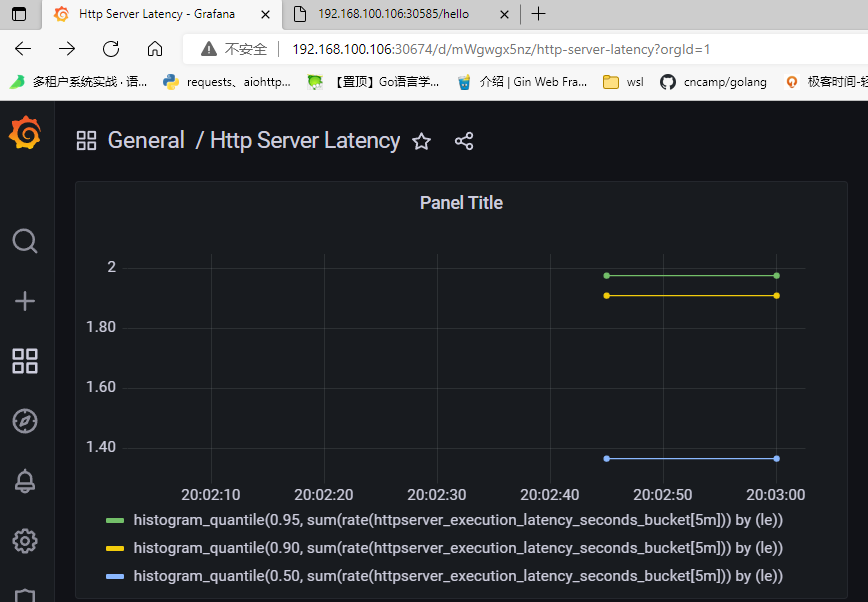 Http Server Latency - Grafana
192.168.100.106:30585/hello
不安全
192.168.100.106:30674/d/mWgwgx5nz/http-server-latency?orgId=1
多租户系统实战 · 语...
requests、aiohttp...
【置顶】Go语言学...
介绍 | Gin Web Fra...
wsl
cncamp/golang
极客时间-轻
General / Http Server Latency
Panel Title
2
1.80
1.60
1.40
20:02:10
20:02:20
20:02:30
20:02:40
20:02:50
20:03:00
histogram_quantile(0.95, sum(rate(httpserver_execution_latency_seconds_bucket[5m])) by (le))
histogram_quantile(0.90, sum(rate(httpserver_execution_latency_seconds_bucket[5m])) by (le))
histogram_quantile(0.50, sum(rate(httpserver_execution_latency_seconds_bucket[5m])) by (le))